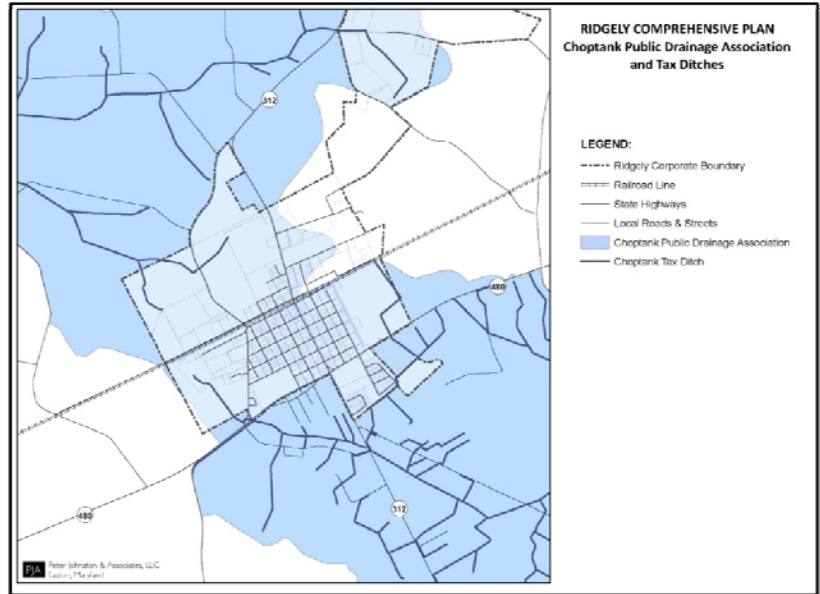 RIDGELY COMPREHENSIVE PLAN
Choptank Public Drainage Association
and Tax Ditches
LEGEND:
Ridgely Corporate Boundary
Railroad Line
State Highways
Local Roads & Streets
Choptank Public Drainage Association
Choptank Tax Ditch
312
480
480
312
PJA
Peter Johnston & Associates, LLC
Easton, Maryland